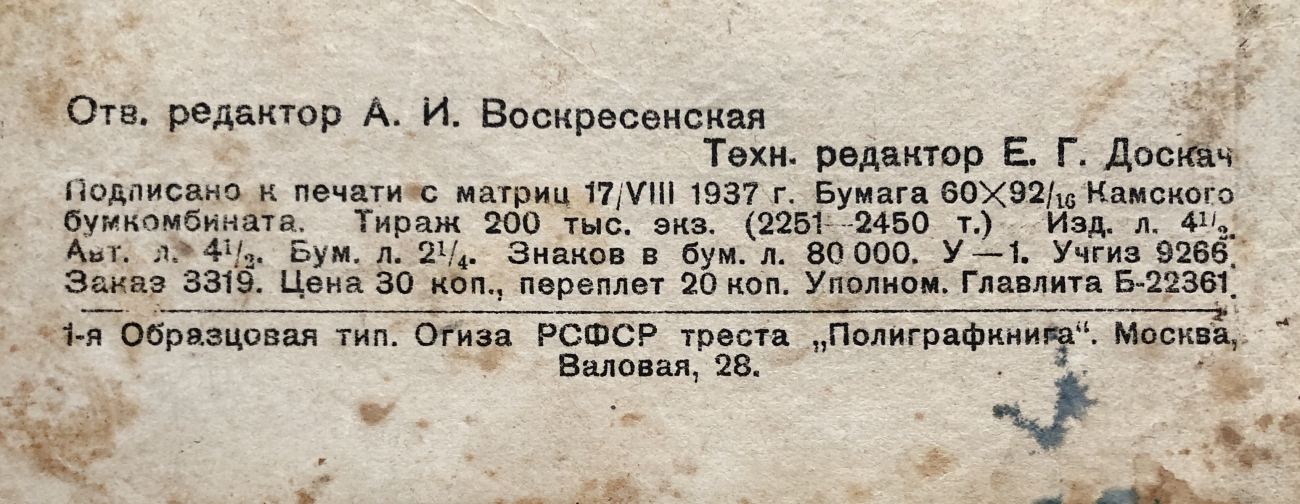 Отв. редактор А. И. Воскресенская
Техн. редактор Е. Г. Доскач
Подписано к печати с матриц 17/VIII 1937 г. Бумага 60×92/₁₆ Камского
бумкомбината. Тираж 200 тыс. экз. (2251—2450 т.) Изд. л. 4¹/₂.
Авт. л. 4¹/₂. Бум. л. 2¹/₄. Знаков в бум. л. 80 000. У — 1. Учгиз 9266.
Заказ 3319. Цена 30 коп., переплет 20 коп. Уполном. Главлита Б-22361.
1-я Образцовая тип. Огиза РСФСР треста „Полиграфкнига“. Москва,
Валовая, 28.